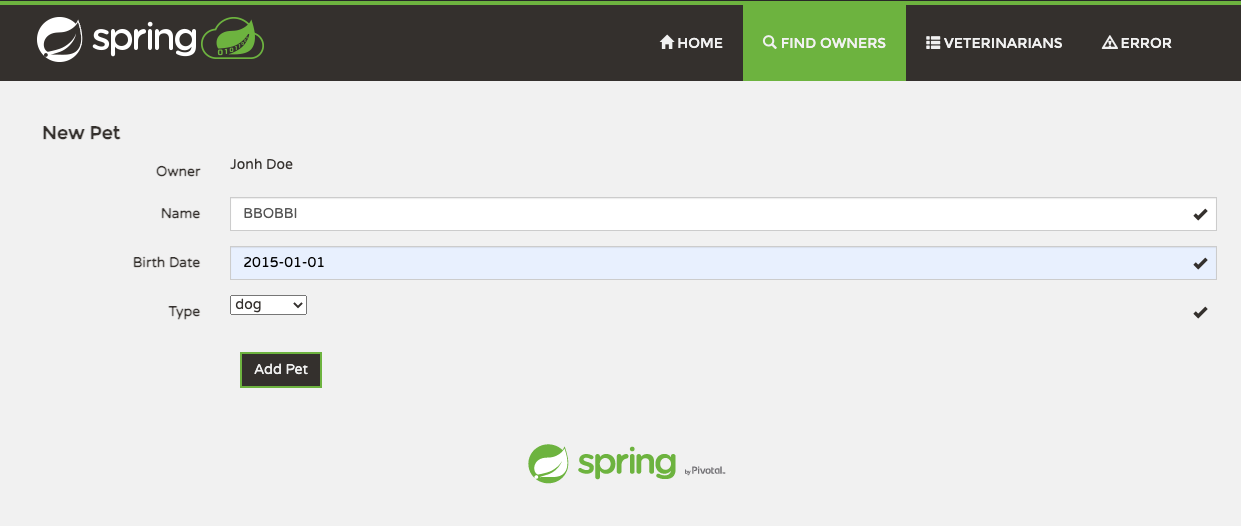 spring
HOME
FIND OWNERS
VETERINARIANS
ERROR
New Pet
Owner Jonh Doe
Name BBOBBI
Birth Date 2015-01-01
Type dog
Add Pet
spring by Pivotal.